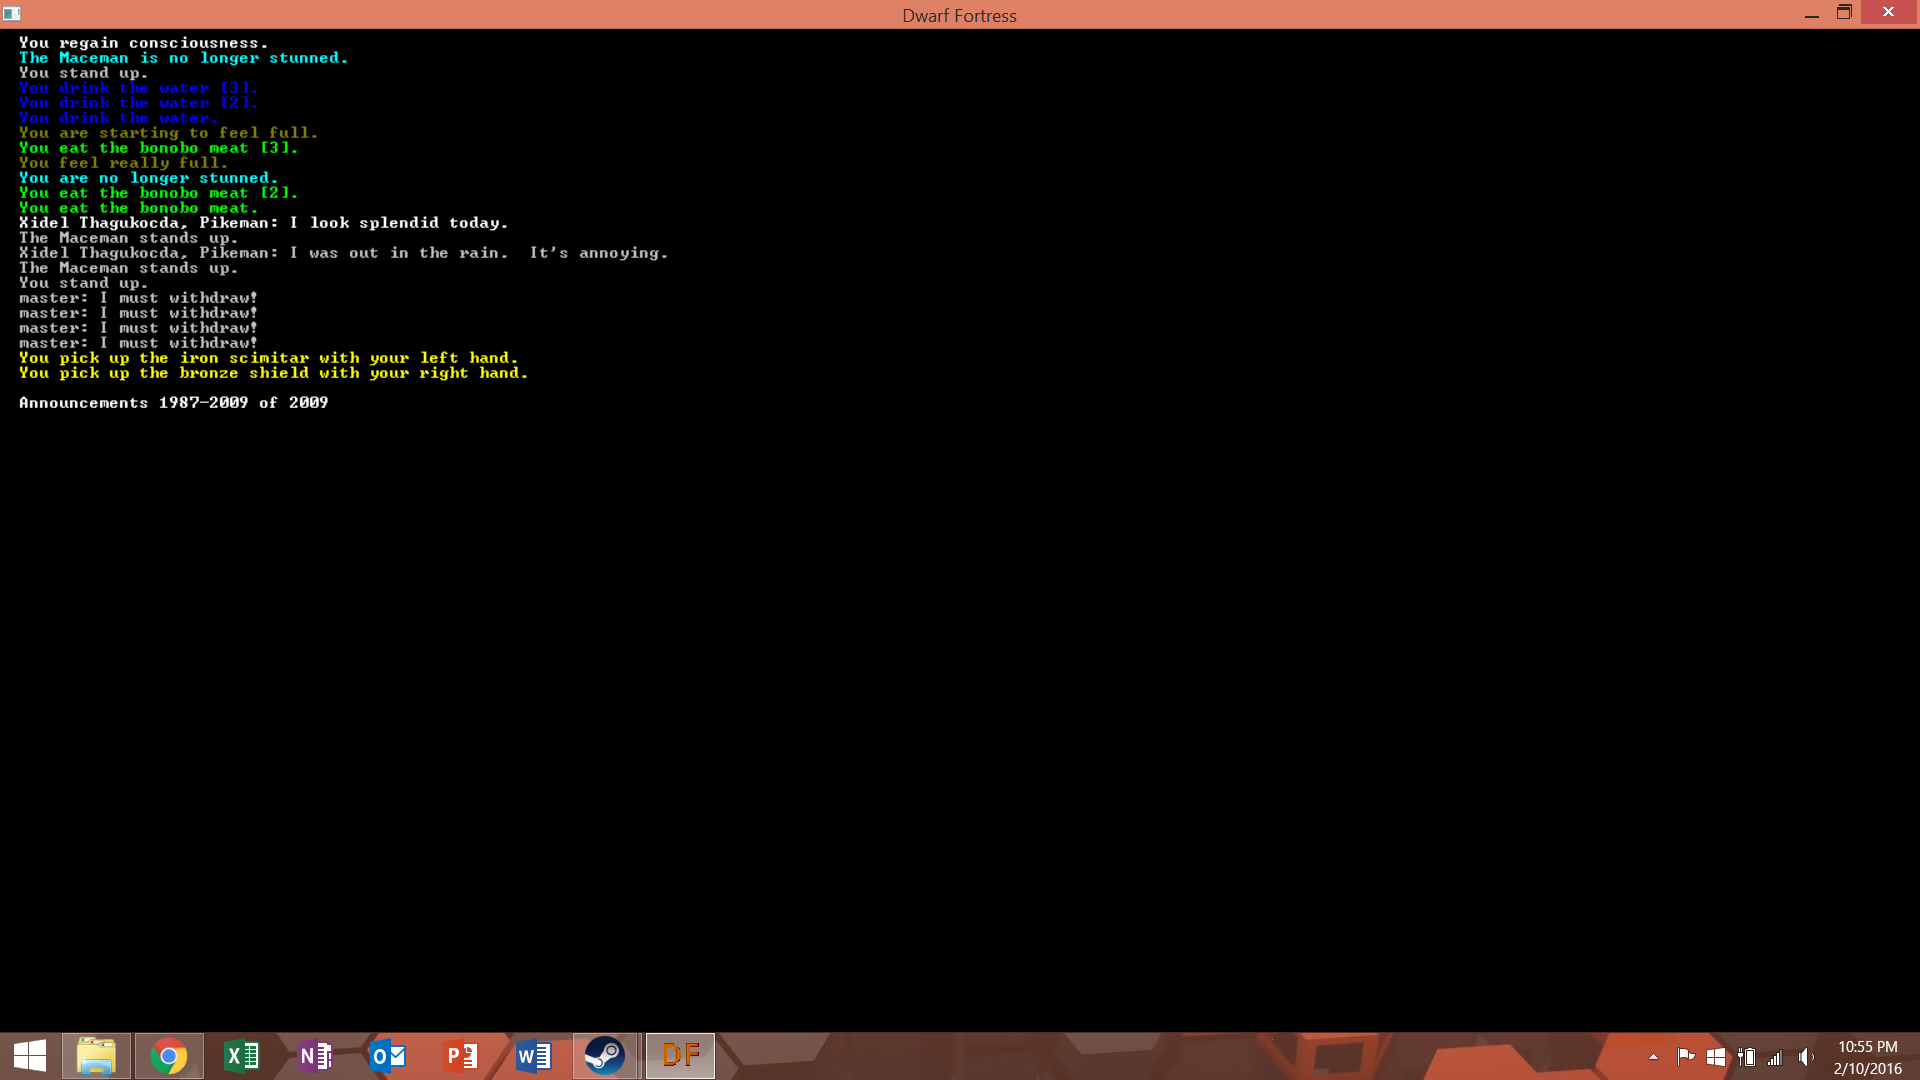 Dwarf Fortress
You regain consciousness.
The Maceman is no longer stunned.
You stand up.
You drink the water [3].
You drink the water [2].
You drink the water.
You are starting to feel full.
You eat the bonobo meat [3].
You feel really full.
You are no longer stunned.
You eat the bonobo meat [2].
You eat the bonobo meat.
Xidel Thagukocda, Pikeman: I look splendid today.
The Maceman stands up.
Xidel Thagukocda, Pikeman: I was out in the rain.  It's annoying.
The Maceman stands up.
You stand up.
master: I must withdraw!
master: I must withdraw!
master: I must withdraw!
master: I must withdraw!
You pick up the iron scimitar with your left hand.
You pick up the bronze shield with your right hand.
Announcements 1987-2009 of 2009
DF
10:55 PM
2/10/2016